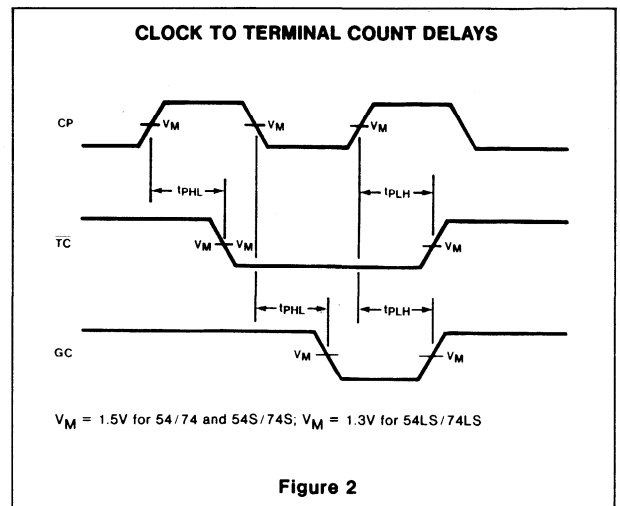 CLOCK TO TERMINAL COUNT DELAYS
CP
VM
VM
VM
tPHL
tPLH
TC
VM
VM
VM
tPHL
tPLH
GC
VM
VM
VM = 1.5V for 54/74 and 54S/74S; VM = 1.3V for 54LS/74LS
Figure 2